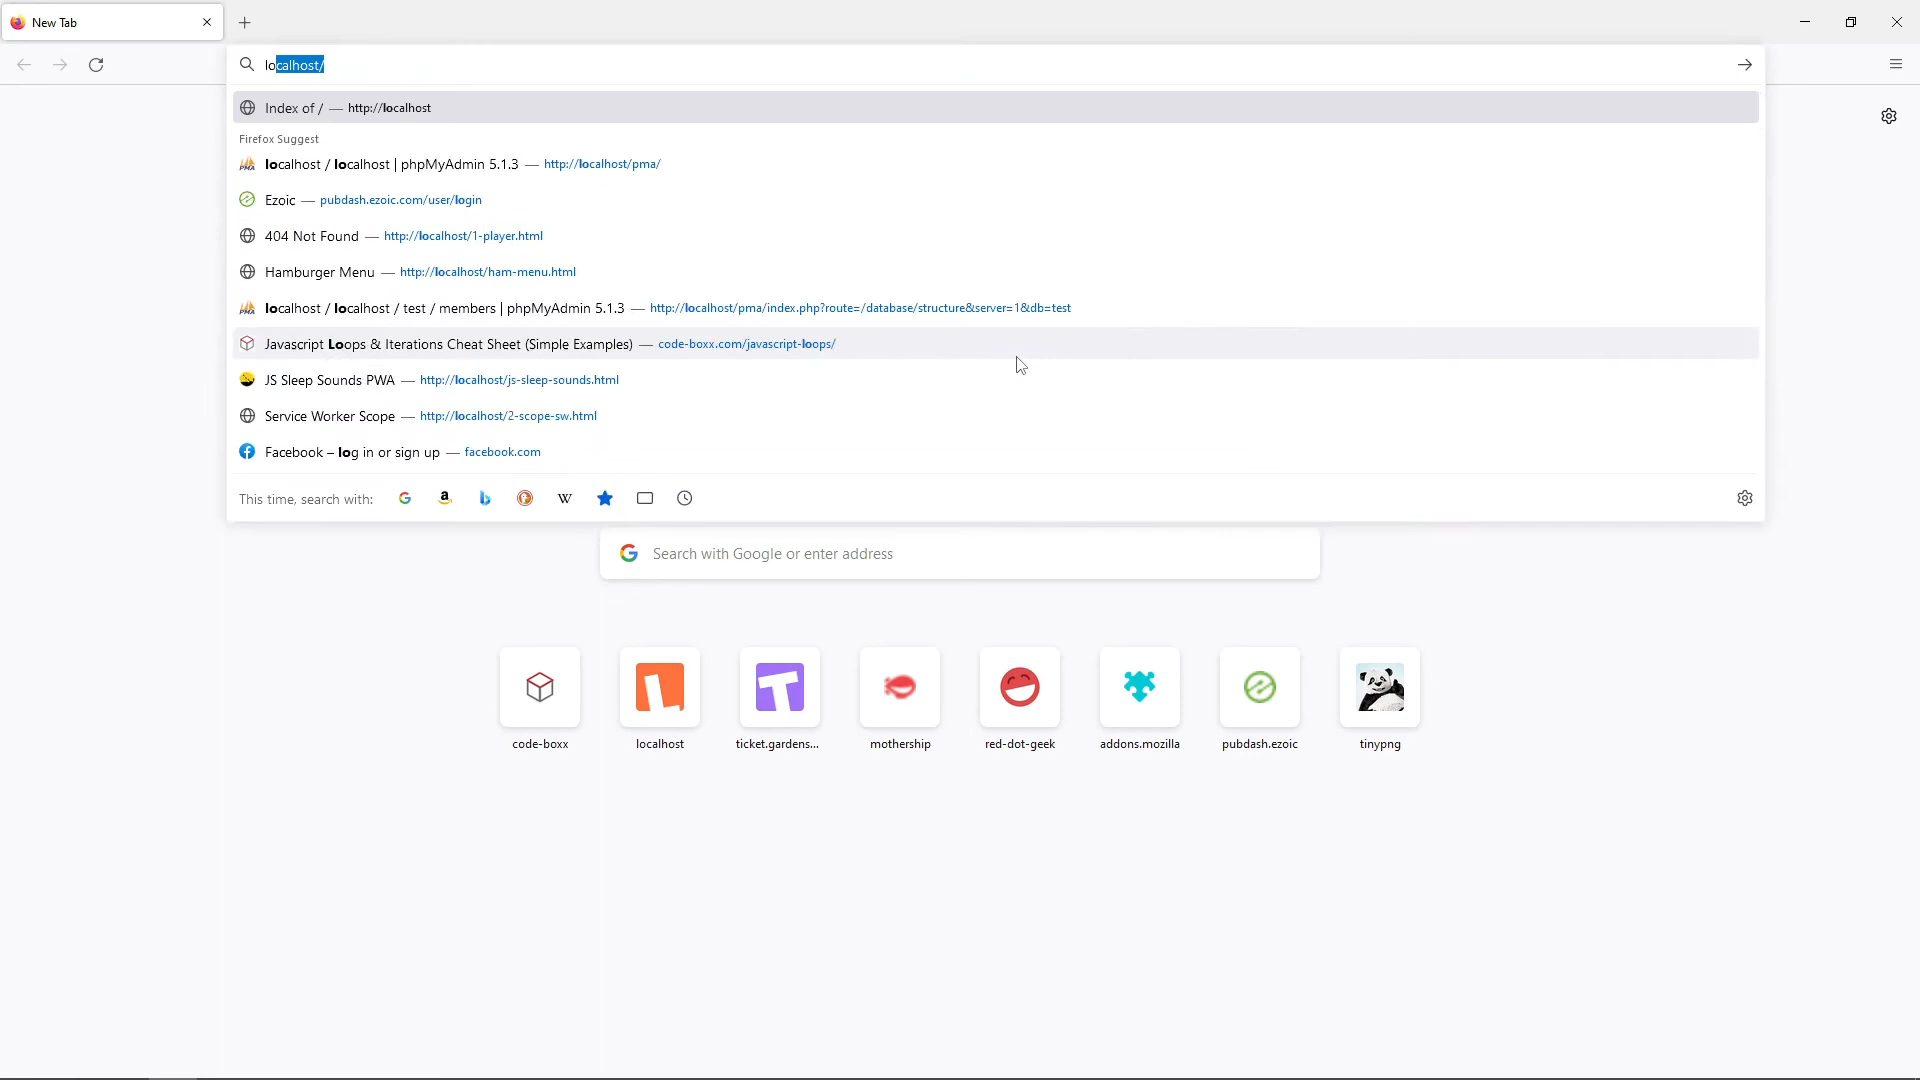 New Tab
localhost/
Index of / — http://localhost
Firefox Suggest
localhost / localhost | phpMyAdmin 5.1.3 — http://localhost/pma/
Ezoic — pubdash.ezoic.com/user/login
404 Not Found — http://localhost/1-player.html
Hamburger Menu — http://localhost/ham-menu.html
localhost / localhost / test / members | phpMyAdmin 5.1.3 — http://localhost/pma/index.php?route=/database/structure&server=1&db=test
Javascript Loops & Iterations Cheat Sheet (Simple Examples) — code-boxx.com/javascript-loops/
JS Sleep Sounds PWA — http://localhost/js-sleep-sounds.html
Service Worker Scope — http://localhost/2-scope-sw.html
Facebook – log in or sign up — facebook.com
This time, search with:
Search with Google or enter address
code-boxx localhost ticket.gardens... mothership red-dot-geek addons.mozilla pubdash.ezoic tinypng